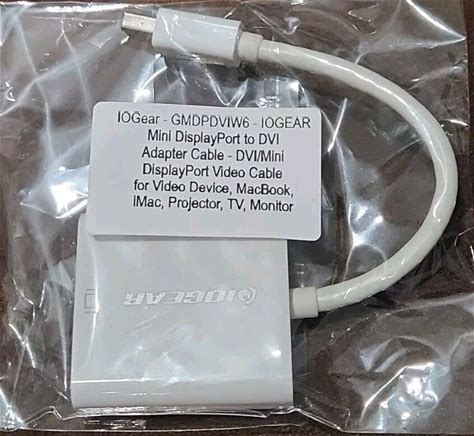 IOGear - GMDPDVIW6 - IOGEAR
Mini DisplayPort to DVI
Adapter Cable - DVI/Mini
DisplayPort Video Cable
for Video Device, MacBook,
iMac, Projector, TV, Monitor
IOGEAR